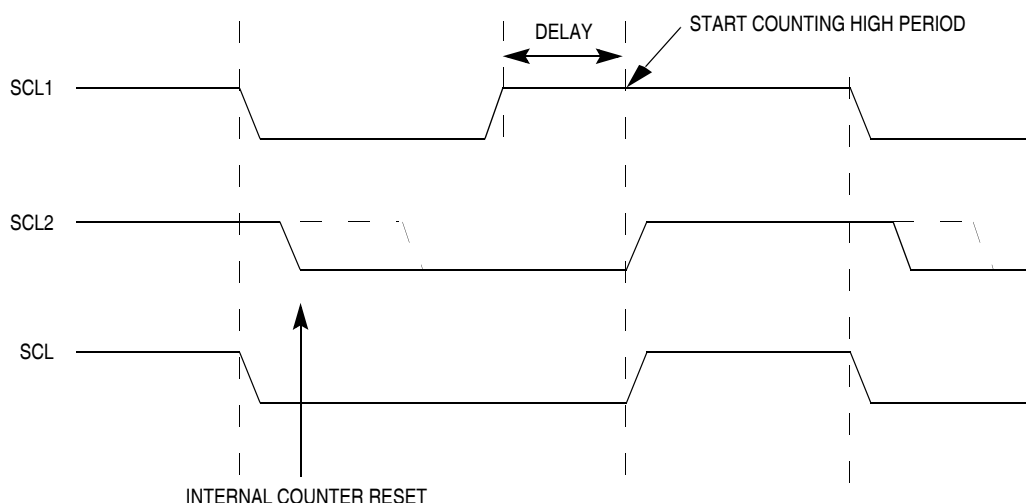 START COUNTING HIGH PERIOD
DELAY
SCL1
SCL2
SCL
INTERNAL COUNTER RESET